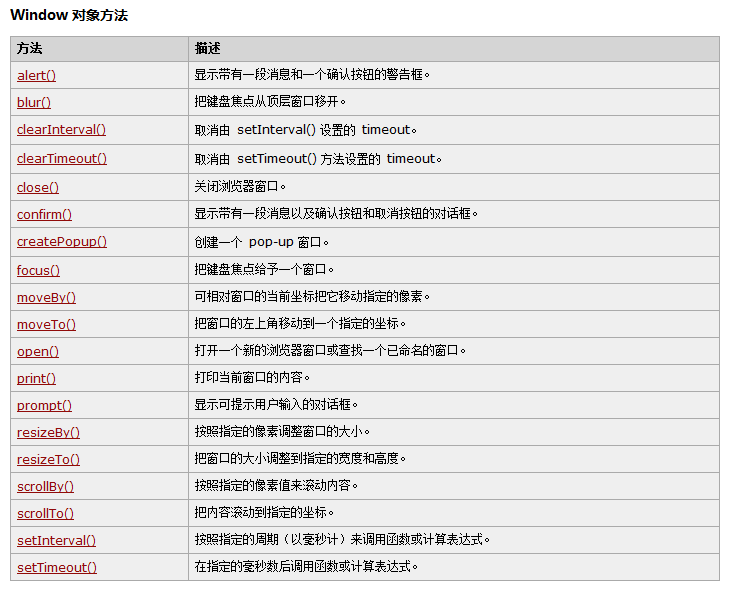 Window 对象方法
方法 描述
alert() 显示带有一段消息和一个确认按钮的警告框。
blur() 把键盘焦点从顶层窗口移开。
clearInterval() 取消由 setInterval() 设置的 timeout。
clearTimeout() 取消由 setTimeout() 方法设置的 timeout。
close() 关闭浏览器窗口。
confirm() 显示带有一段消息以及确认按钮和取消按钮的对话框。
createPopup() 创建一个 pop-up 窗口。
focus() 把键盘焦点给予一个窗口。
moveBy() 可相对窗口的当前坐标把它移动指定的像素。
moveTo() 把窗口的左上角移动到一个指定的坐标。
open() 打开一个新的浏览器窗口或查找一个已命名的窗口。
print() 打印当前窗口的内容。
prompt() 显示可提示用户输入的对话框。
resizeBy() 按照指定的像素调整窗口的大小。
resizeTo() 把窗口的大小调整到指定的宽度和高度。
scrollBy() 按照指定的像素值来滚动内容。
scrollTo() 把内容滚动到指定的坐标。
setInterval() 按照指定的周期（以毫秒计）来调用函数或计算表达式。
setTimeout() 在指定的毫秒数后调用函数或计算表达式。